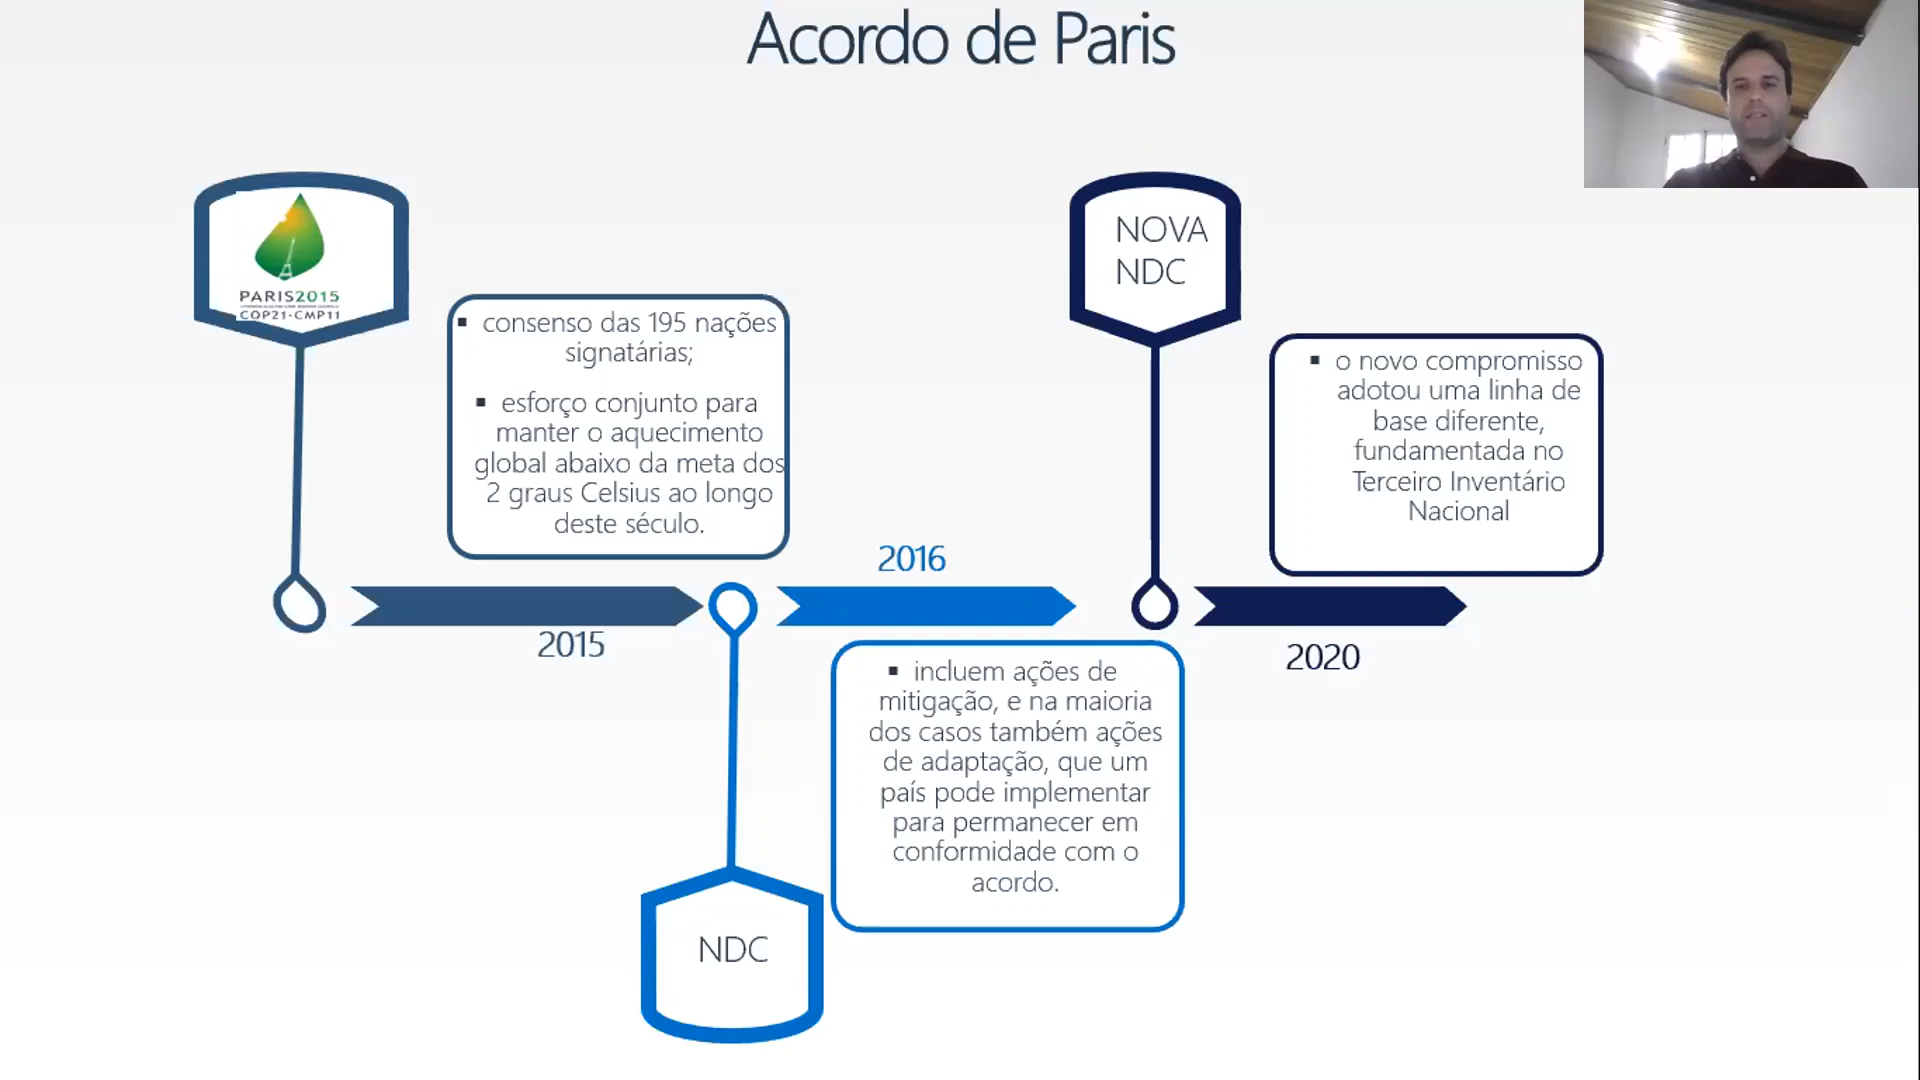 Acordo de Paris
PARIS2015
COP21·CMP11
▪ consenso das 195 nações
signatárias;
▪ esforço conjunto para
manter o aquecimento
global abaixo da meta dos
2 graus Celsius ao longo
deste século.
2015
NDC
2016
▪ incluem ações de
mitigação, e na maioria
dos casos também ações
de adaptação, que um
país pode implementar
para permanecer em
conformidade com o
acordo.
NOVA
NDC
▪ o novo compromisso
adotou uma linha de
base diferente,
fundamentada no
Terceiro Inventário
Nacional
2020